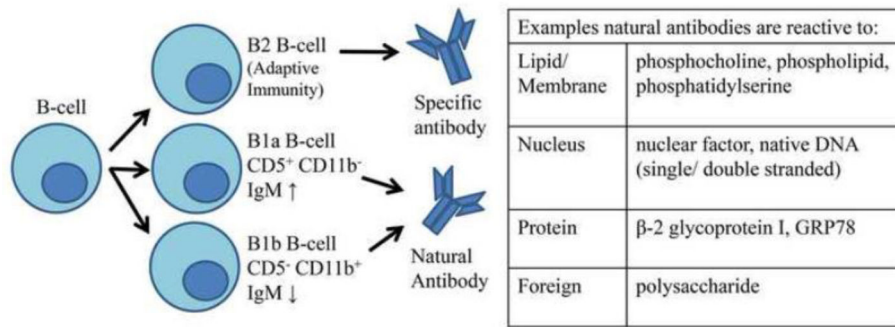 B-cell
B2 B-cell
(Adaptive
Immunity)
B1a B-cell
CD5⁺ CD11b⁻
IgM ↑
B1b B-cell
CD5⁻ CD11b⁺
IgM ↓
Specific
antibody
Natural
Antibody
Examples natural antibodies are reactive to:
Lipid/
Membrane
phosphocholine, phospholipid,
phosphatidylserine
Nucleus
nuclear factor, native DNA
(single/ double stranded)
Protein
β-2 glycoprotein I, GRP78
Foreign
polysaccharide